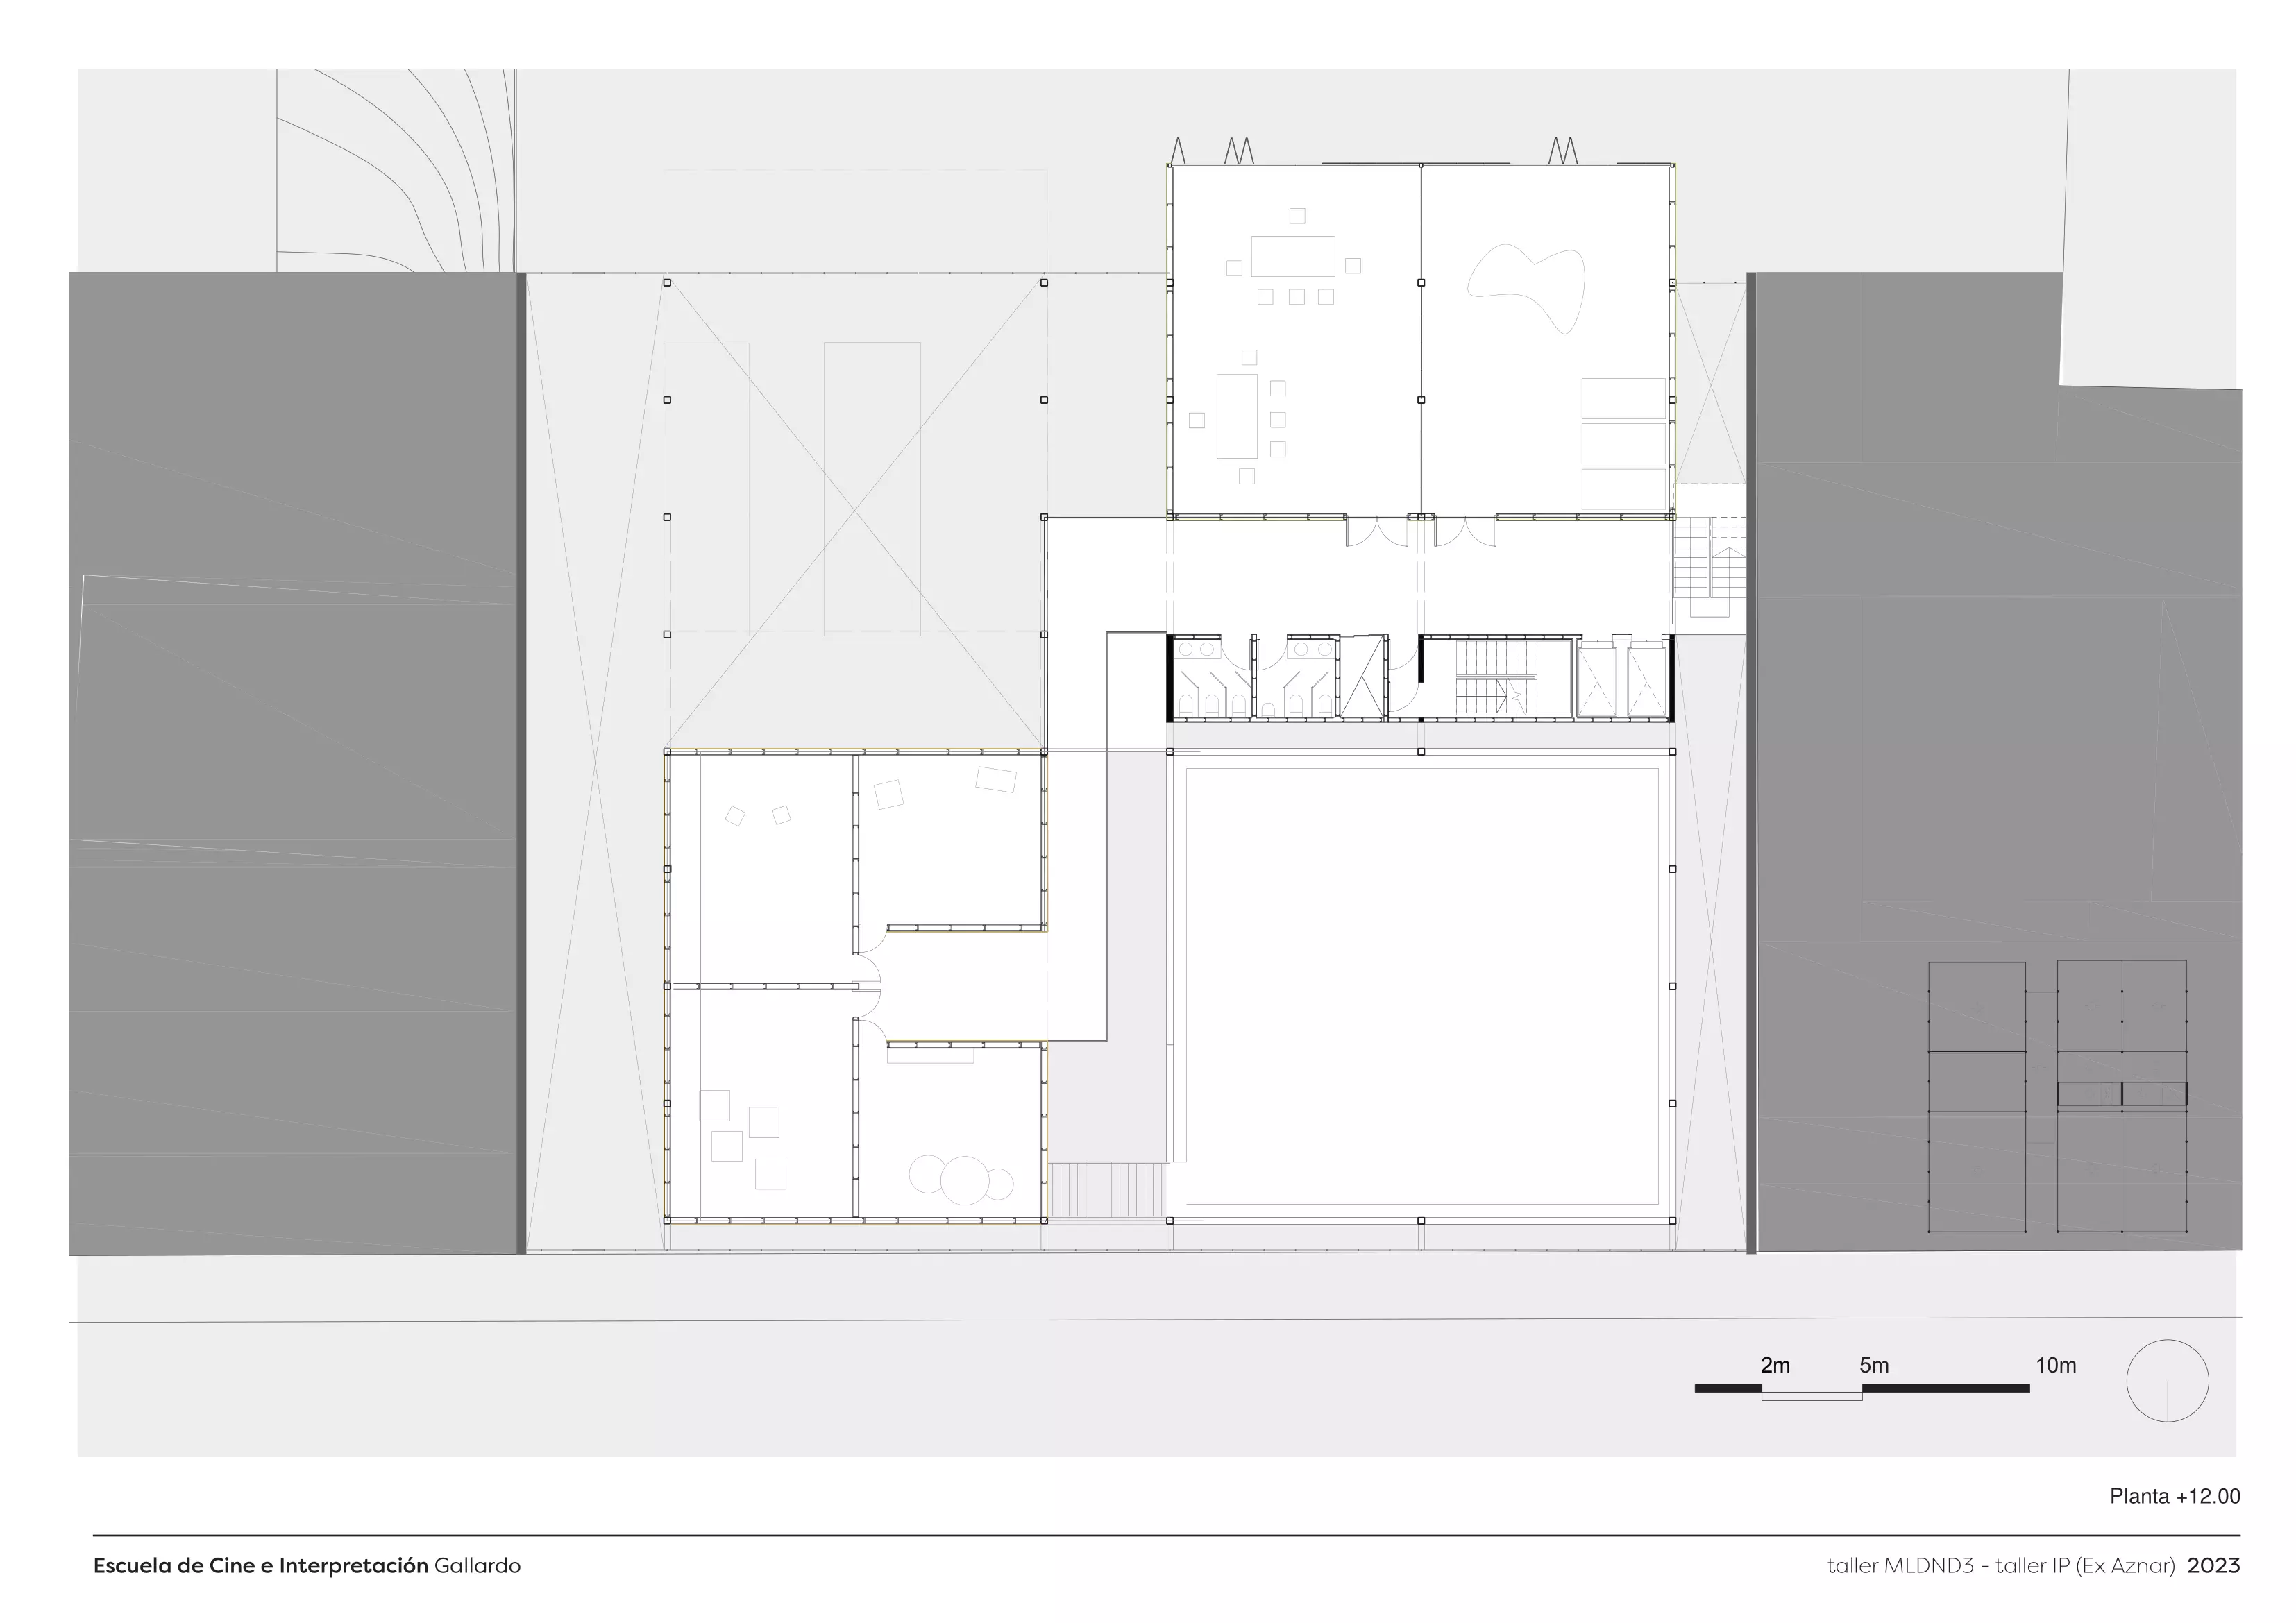 2m 5m 10m
Planta +12.00
Escuela de Cine e Interpretación Gallardo
taller MLDND3 - taller IP (Ex Aznar) 2023